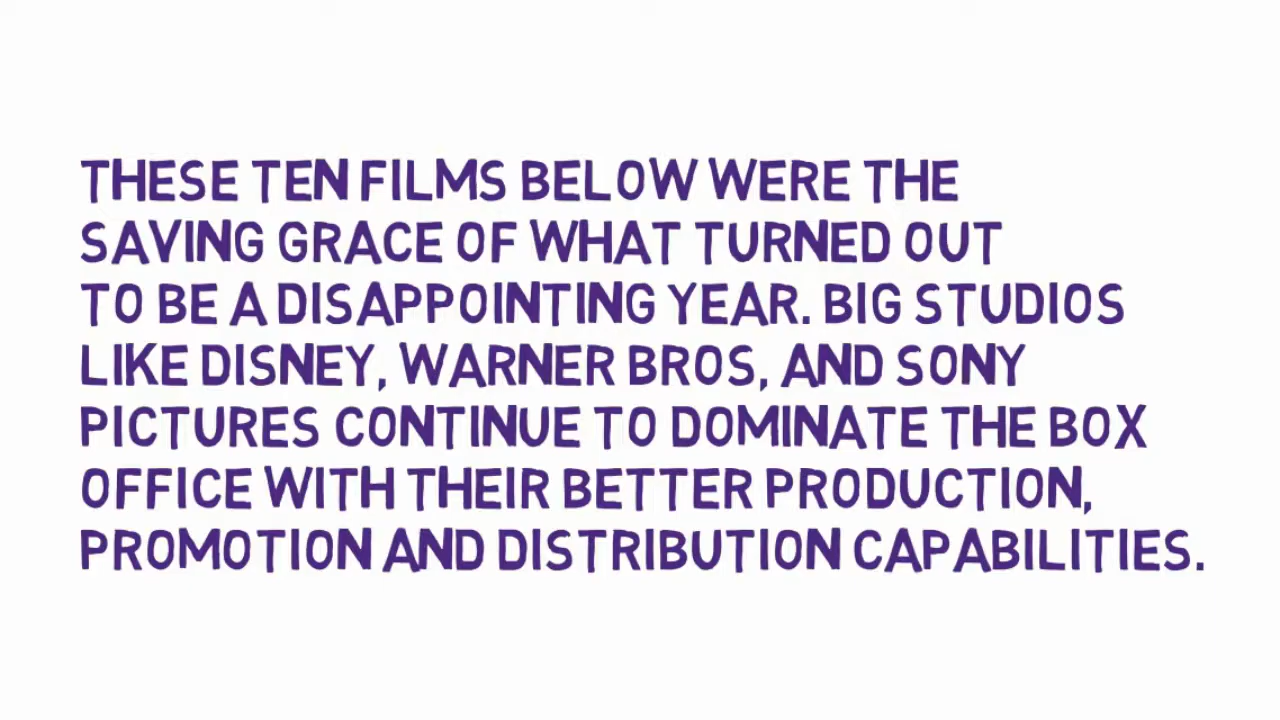 THESE TEN FILMS BELOW WERE THE
SAVING GRACE OF WHAT TURNED OUT
TO BE A DISAPPOINTING YEAR. BIG STUDIOS
LIKE DISNEY, WARNER BROS, AND SONY
PICTURES CONTINUE TO DOMINATE THE BOX
OFFICE WITH THEIR BETTER PRODUCTION,
PROMOTION AND DISTRIBUTION CAPABILITIES.